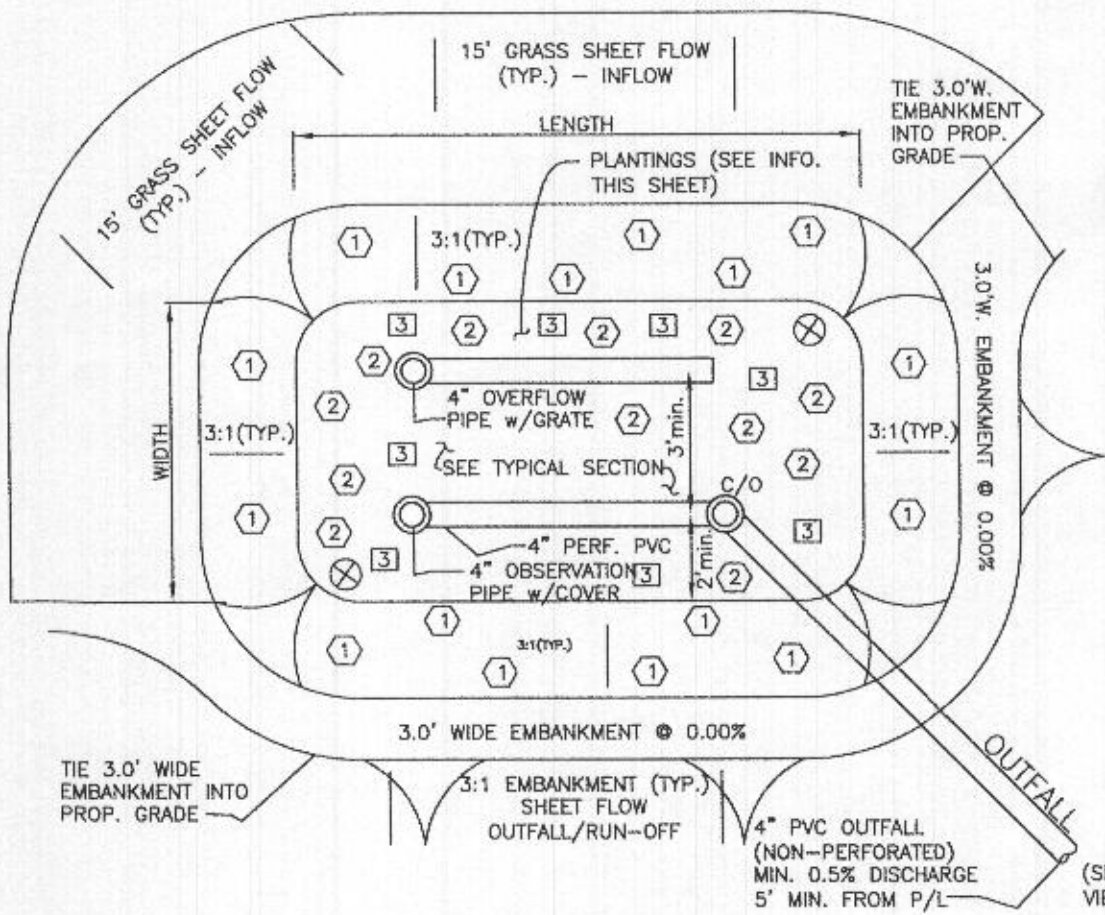 15' GRASS SHEET FLOW
(TYP.) - INFLOW
15' GRASS SHEET FLOW
(TYP.) - INFLOW
TIE 3.0'W.
EMBANKMENT
INTO PROP.
GRADE
LENGTH
PLANTINGS (SEE INFO.
THIS SHEET)
1
3:1(TYP.)
1
1
1
1
1
3
2
3
2
3
2
2
3
2
2
2
2
2
2
3
3
3
3
2
1
3:1(TYP.)
1
WIDTH
4" OVERFLOW
PIPE w/GRATE
3' min.
SEE TYPICAL SECTION
C/O
4" PERF. PVC
4" OBSERVATION
PIPE w/COVER
2' min.
1
3:1(TYP.)
1
3.0'W. EMBANKMENT @ 0.00%
1
1
1
3:1(TYP.)
1
1
1
3.0' WIDE EMBANKMENT @ 0.00%
TIE 3.0' WIDE
EMBANKMENT INTO
PROP. GRADE
3:1 EMBANKMENT (TYP.)
SHEET FLOW
OUTFALL/RUN-OFF
OUTFALL
4" PVC OUTFALL
(NON-PERFORATED)
MIN. 0.5% DISCHARGE
5' MIN. FROM P/L